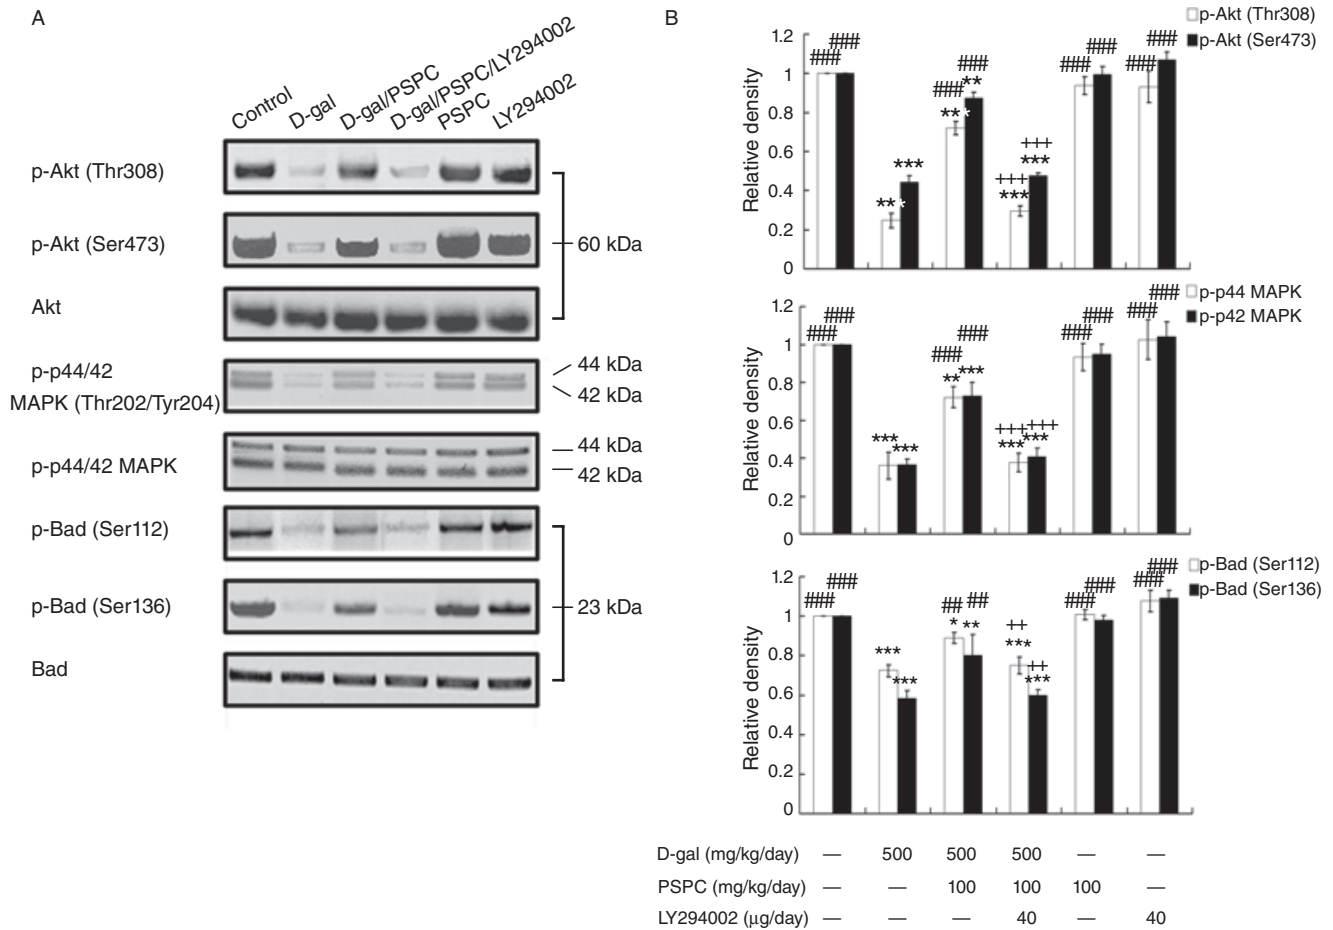 A
Control
D-gal
D-gal/PSPC
D-gal/PSPC/LY294002
PSPC
LY294002
p-Akt (Thr308)
p-Akt (Ser473)
60 kDa
Akt
p-p44/42
MAPK (Thr202/Tyr204)
44 kDa
42 kDa
p-p44/42 MAPK
44 kDa
42 kDa
p-Bad (Ser112)
p-Bad (Ser136)
23 kDa
Bad
B
p-Akt (Thr308)
p-Akt (Ser473)
Relative density
1.2
1
0.8
0.6
0.4
0.2
0
### ###
*** ***
### ###
*** **
+++ +++
*** ***
### ###
### ###
p-p44 MAPK
p-p42 MAPK
Relative density
1.2
1
0.8
0.6
0.4
0.2
0
### ###
*** ***
### ###
** ***
+++ +++
*** ***
### ###
### ###
p-Bad (Ser112)
p-Bad (Ser136)
Relative density
1.2
1
0.8
0.6
0.4
0.2
0
### ###
*** ***
## ##
* **
++ ++
*** ***
### ###
### ###
D-gal (mg/kg/day) — 500 500 500 — —
PSPC (mg/kg/day) — — 100 100 100 —
LY294002 (µg/day) — — — 40 — 40